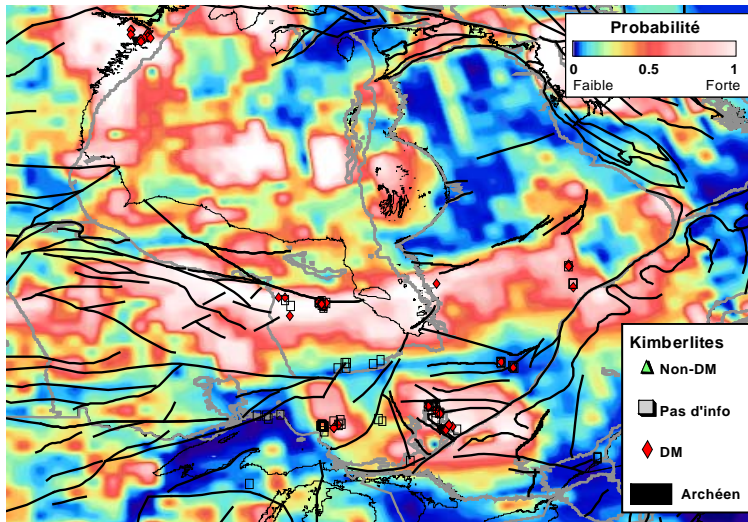 Probabilité
0 0.5 1
Faible Forte
Kimberlites
Non-DM
Pas d'info
DM
Archéen